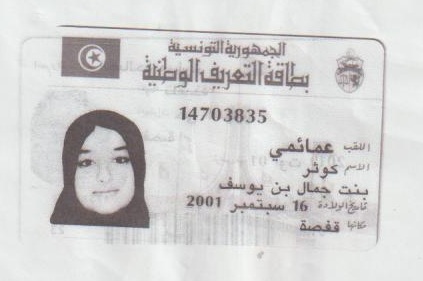 الجمهورية التونسية
بطاقة التعريف الوطنية
14703835
اللقب عمائمي
الاسم كوثر
بنت جمال بن يوسف
تاريخ الولادة 16 سبتمبر 2001
مكانها قفصة